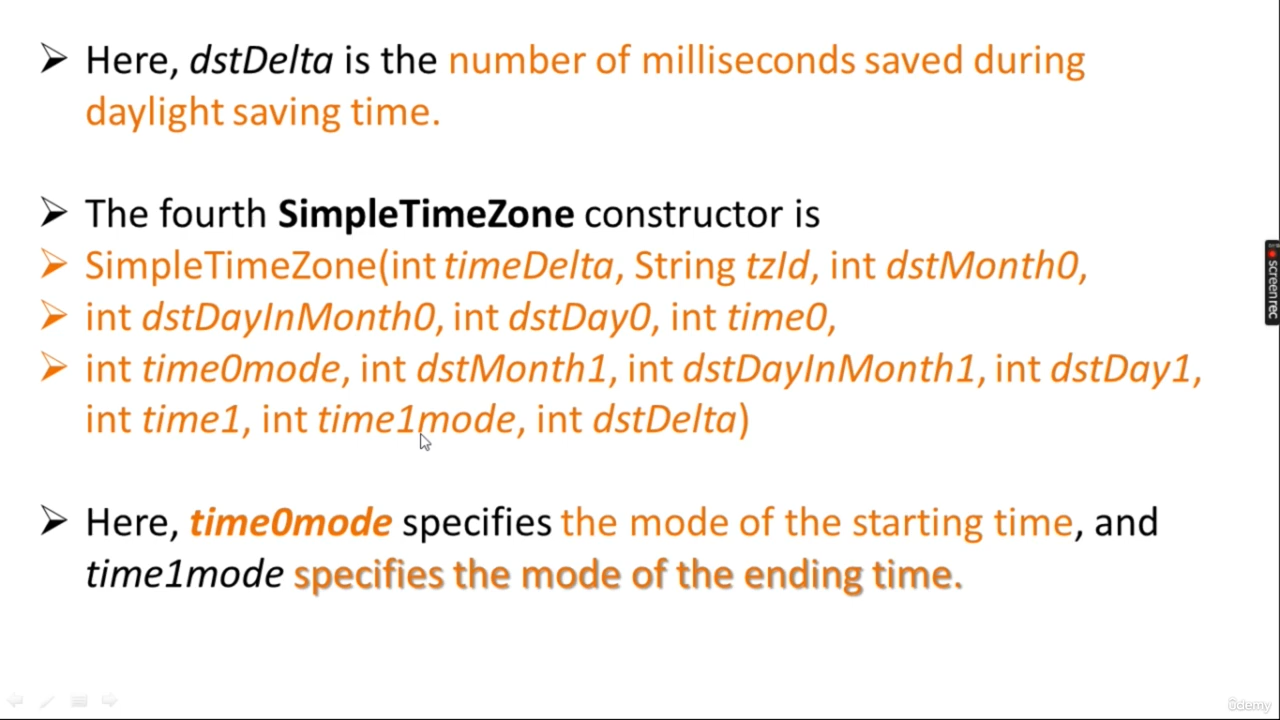 Here, dstDelta is the number of milliseconds saved during
daylight saving time.
The fourth SimpleTimeZone constructor is
SimpleTimeZone(int timeDelta, String tzId, int dstMonth0,
int dstDayInMonth0, int dstDay0, int time0,
int time0mode, int dstMonth1, int dstDayInMonth1, int dstDay1,
int time1, int time1mode, int dstDelta)
Here, time0mode specifies the mode of the starting time, and
time1mode specifies the mode of the ending time.
screenrec
ûdemy